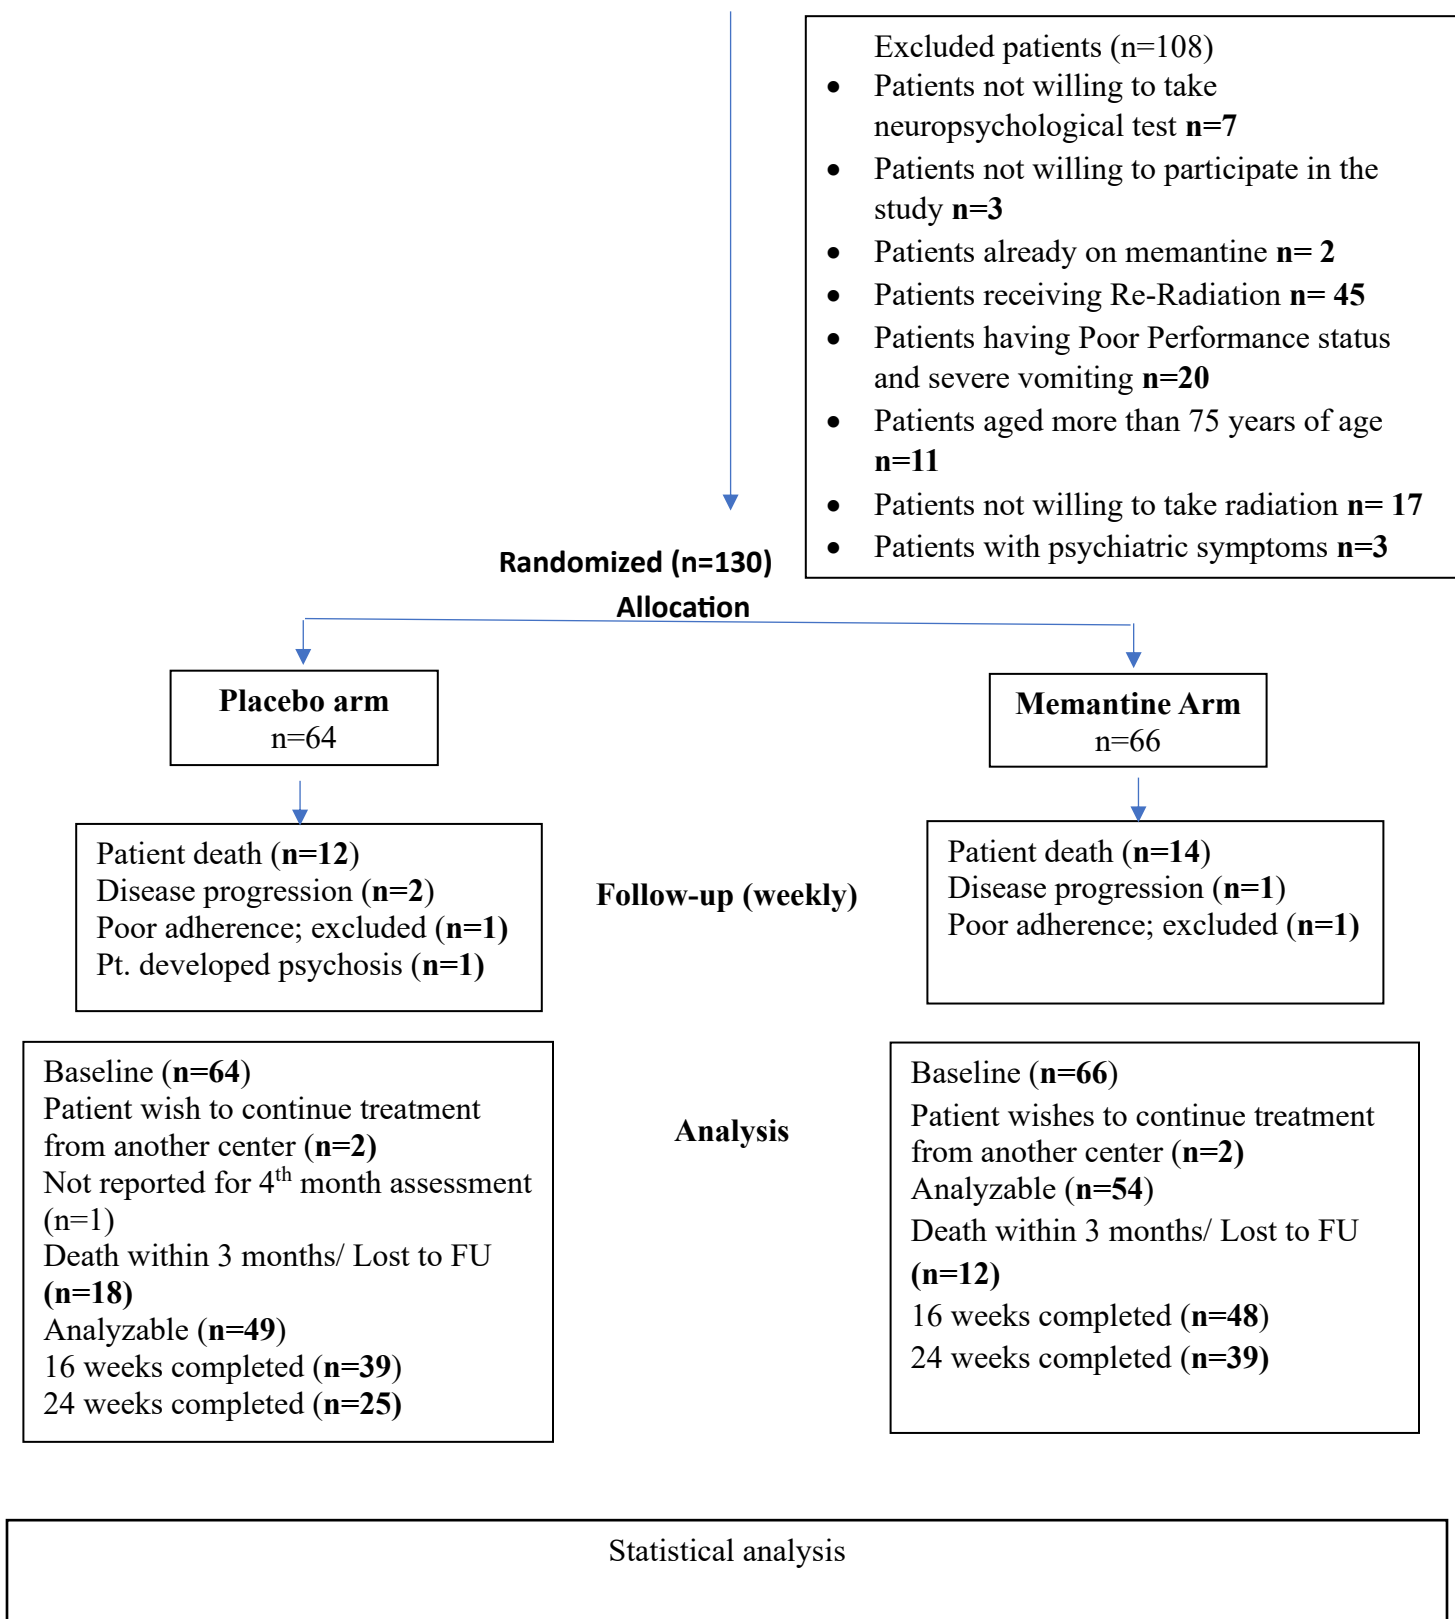 Excluded patients (n=108)
• Patients not willing to take
neuropsychological test n=7
• Patients not willing to participate in the
study n=3
• Patients already on memantine n= 2
• Patients receiving Re-Radiation n= 45
• Patients having Poor Performance status
and severe vomiting n=20
• Patients aged more than 75 years of age
n=11
• Patients not willing to take radiation n= 17
• Patients with psychiatric symptoms n=3
Randomized (n=130)
Allocation
Placebo arm
n=64
Memantine Arm
n=66
Patient death (n=12)
Disease progression (n=2)
Poor adherence; excluded (n=1)
Pt. developed psychosis (n=1)
Follow-up (weekly)
Patient death (n=14)
Disease progression (n=1)
Poor adherence; excluded (n=1)
Baseline (n=64)
Patient wish to continue treatment
from another center (n=2)
Not reported for 4th month assessment
(n=1)
Death within 3 months/ Lost to FU
(n=18)
Analyzable (n=49)
16 weeks completed (n=39)
24 weeks completed (n=25)
Analysis
Baseline (n=66)
Patient wishes to continue treatment
from another center (n=2)
Analyzable (n=54)
Death within 3 months/ Lost to FU
(n=12)
16 weeks completed (n=48)
24 weeks completed (n=39)
Statistical analysis